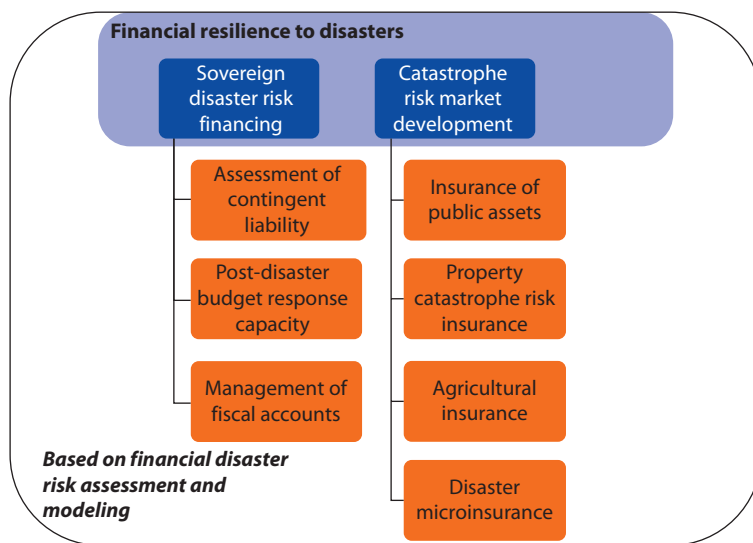 Financial resilience to disasters
Sovereign
disaster risk
financing
Catastrophe
risk market
development
Assessment of
contingent
liability
Post-disaster
budget response
capacity
Management of
fiscal accounts
Insurance of
public assets
Property
catastrophe risk
insurance
Agricultural
insurance
Disaster
microinsurance
Based on financial disaster
risk assessment and
modeling